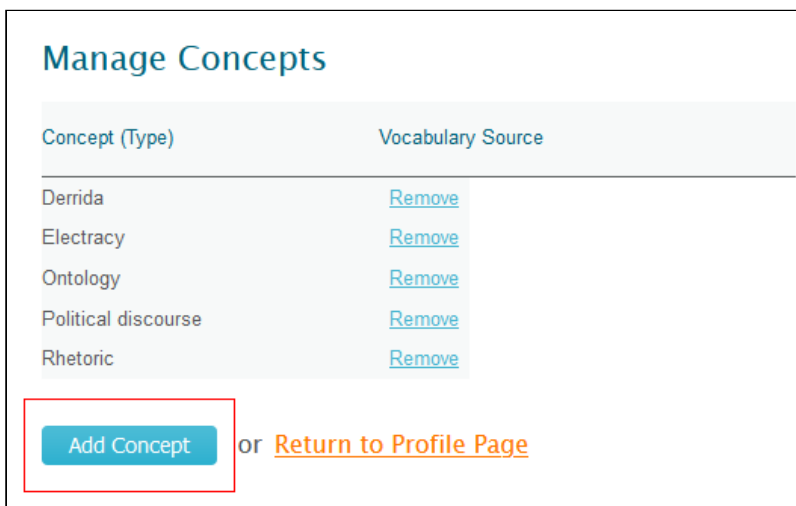 Manage Concepts
Concept (Type) Vocabulary Source
Derrida Remove
Electracy Remove
Ontology Remove
Political discourse Remove
Rhetoric Remove
Add Concept or Return to Profile Page